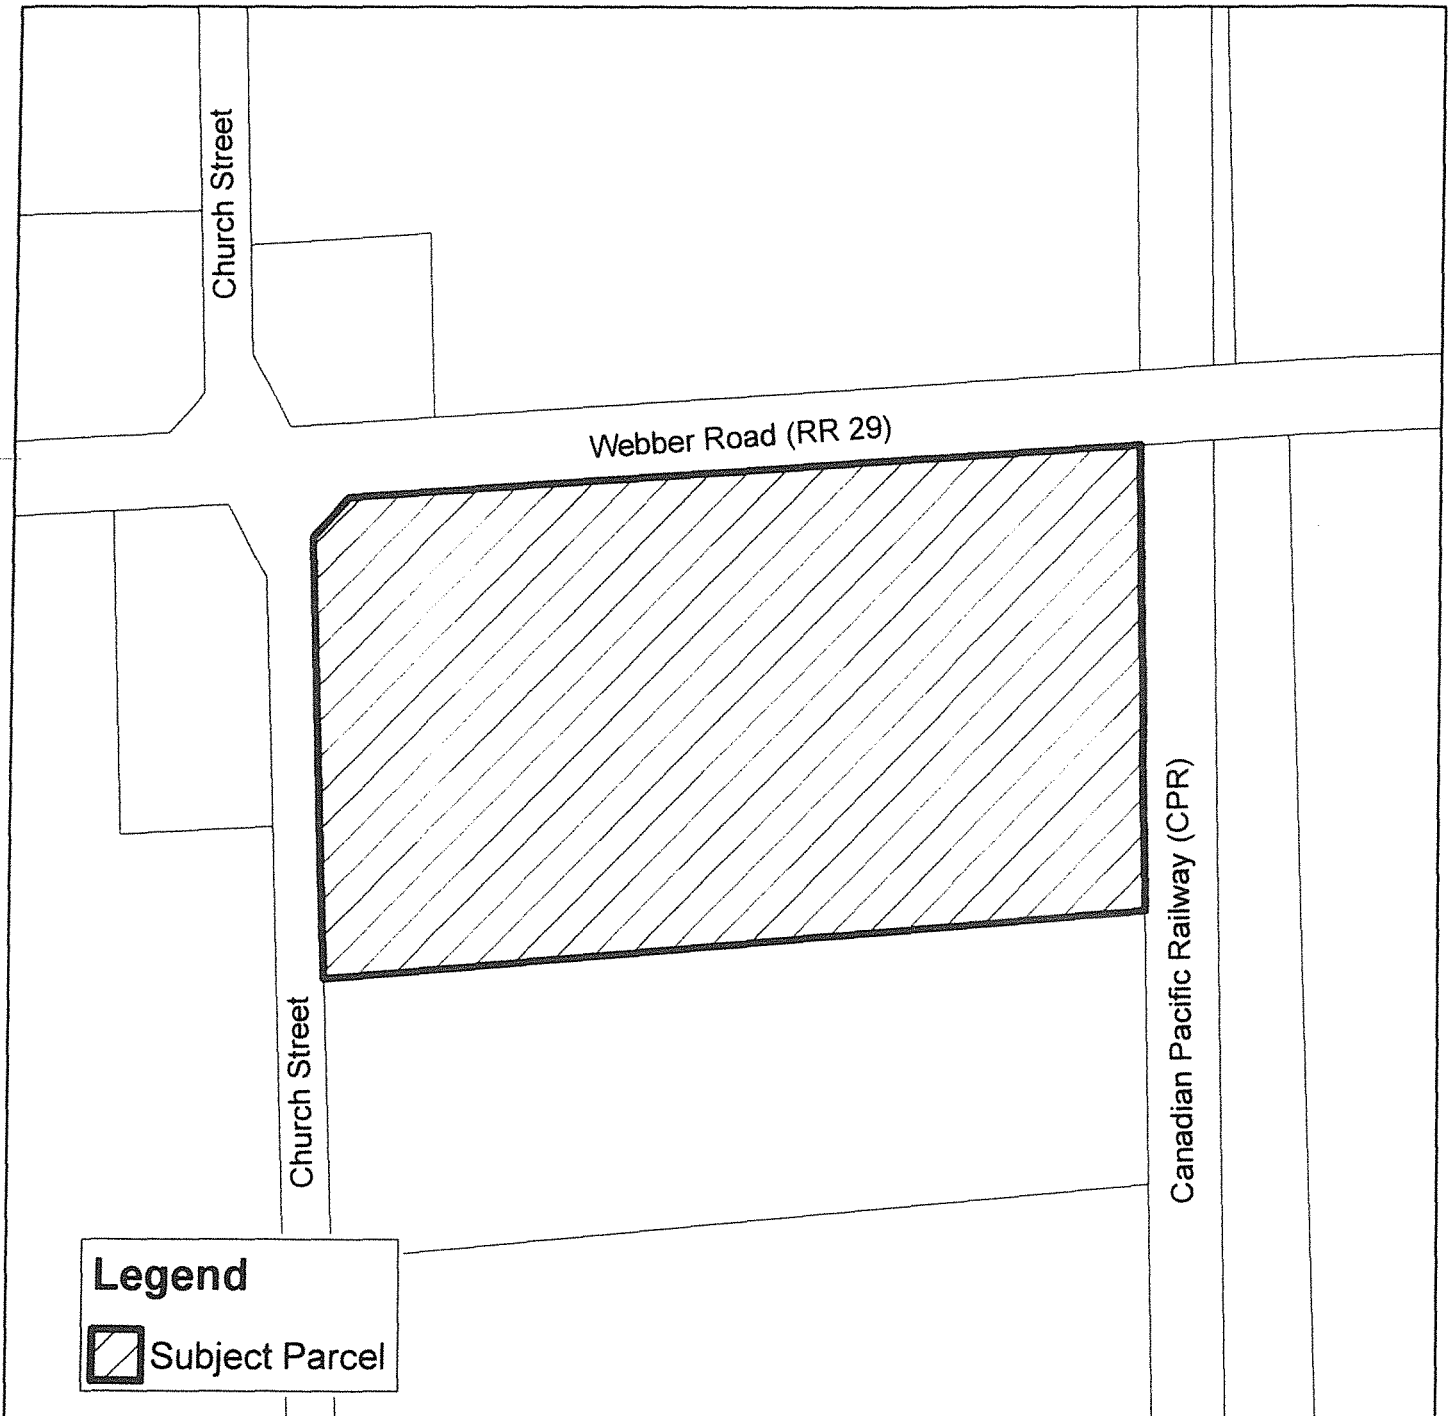 Church Street
Webber Road (RR 29)
Canadian Pacific Railway (CPR)
Church Street
Legend
Subject Parcel